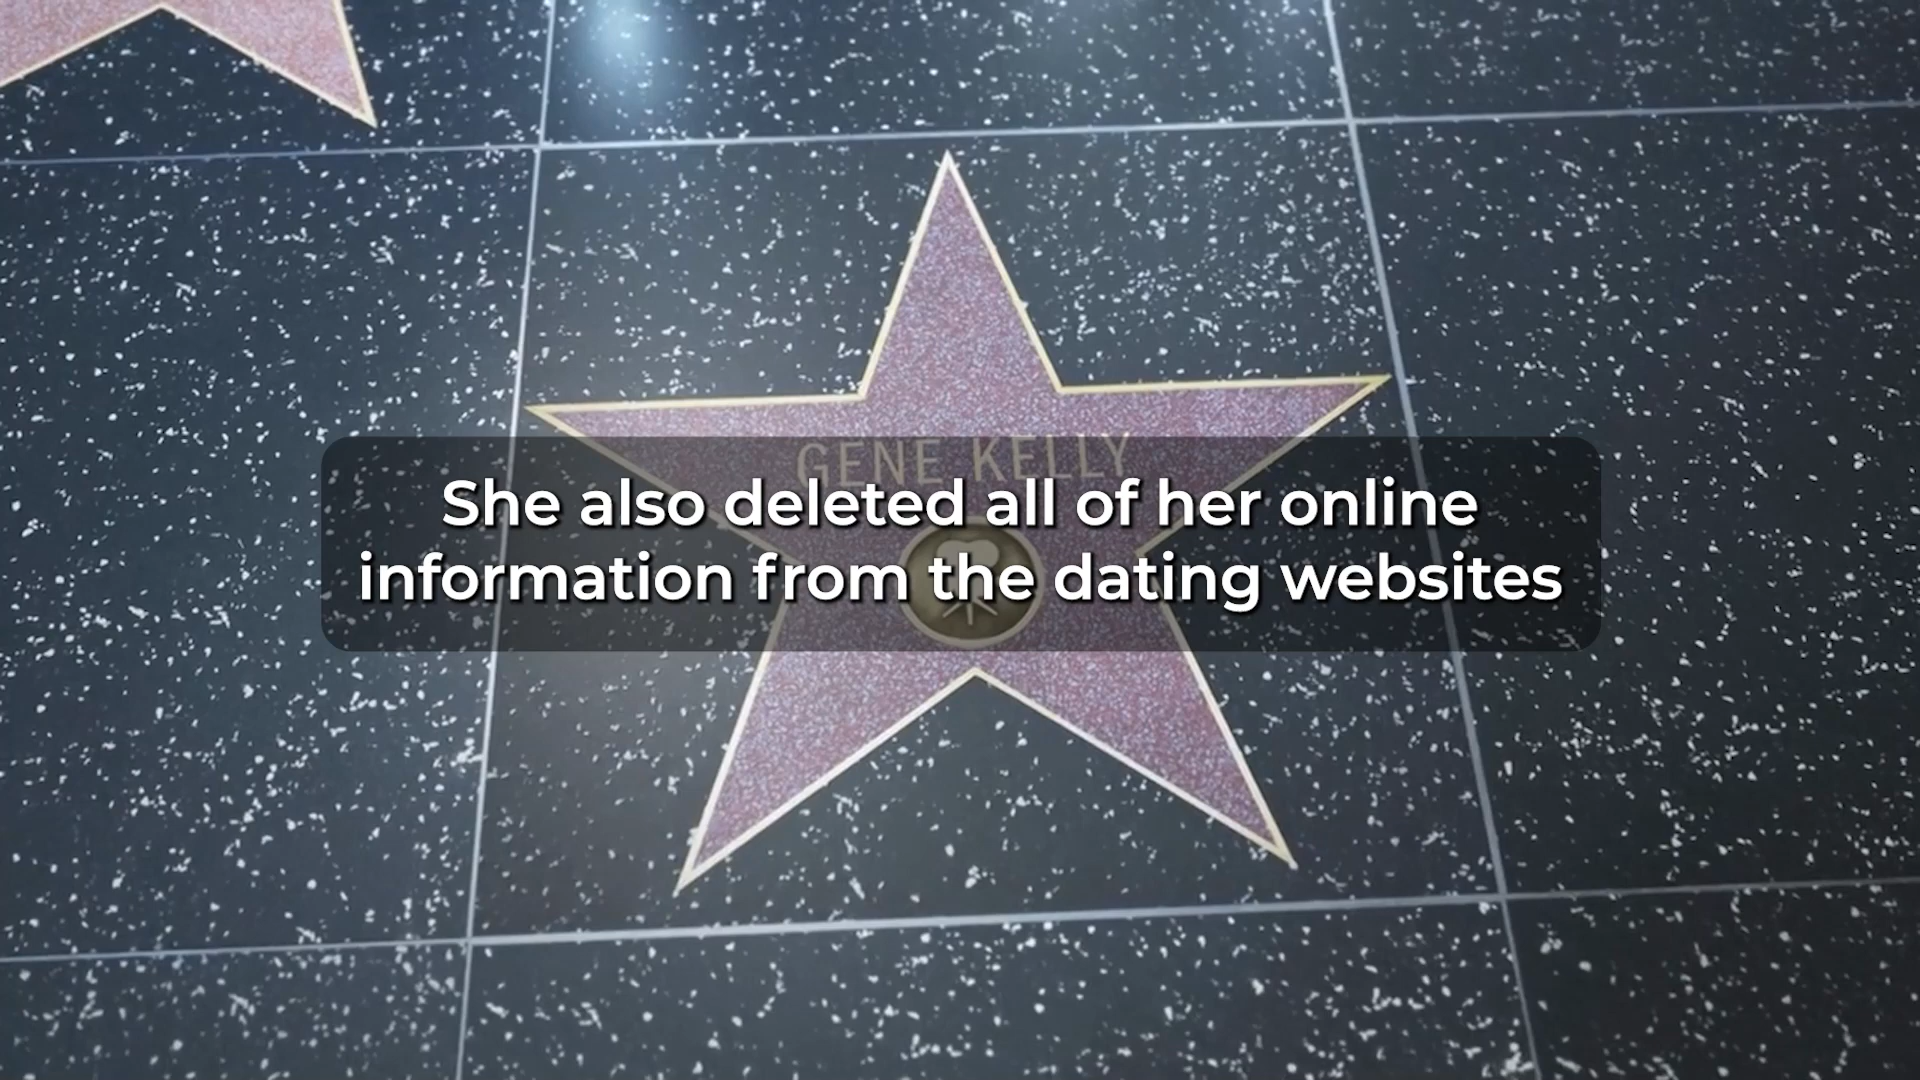 GENE KELLY
She also deleted all of her online
information from the dating websites